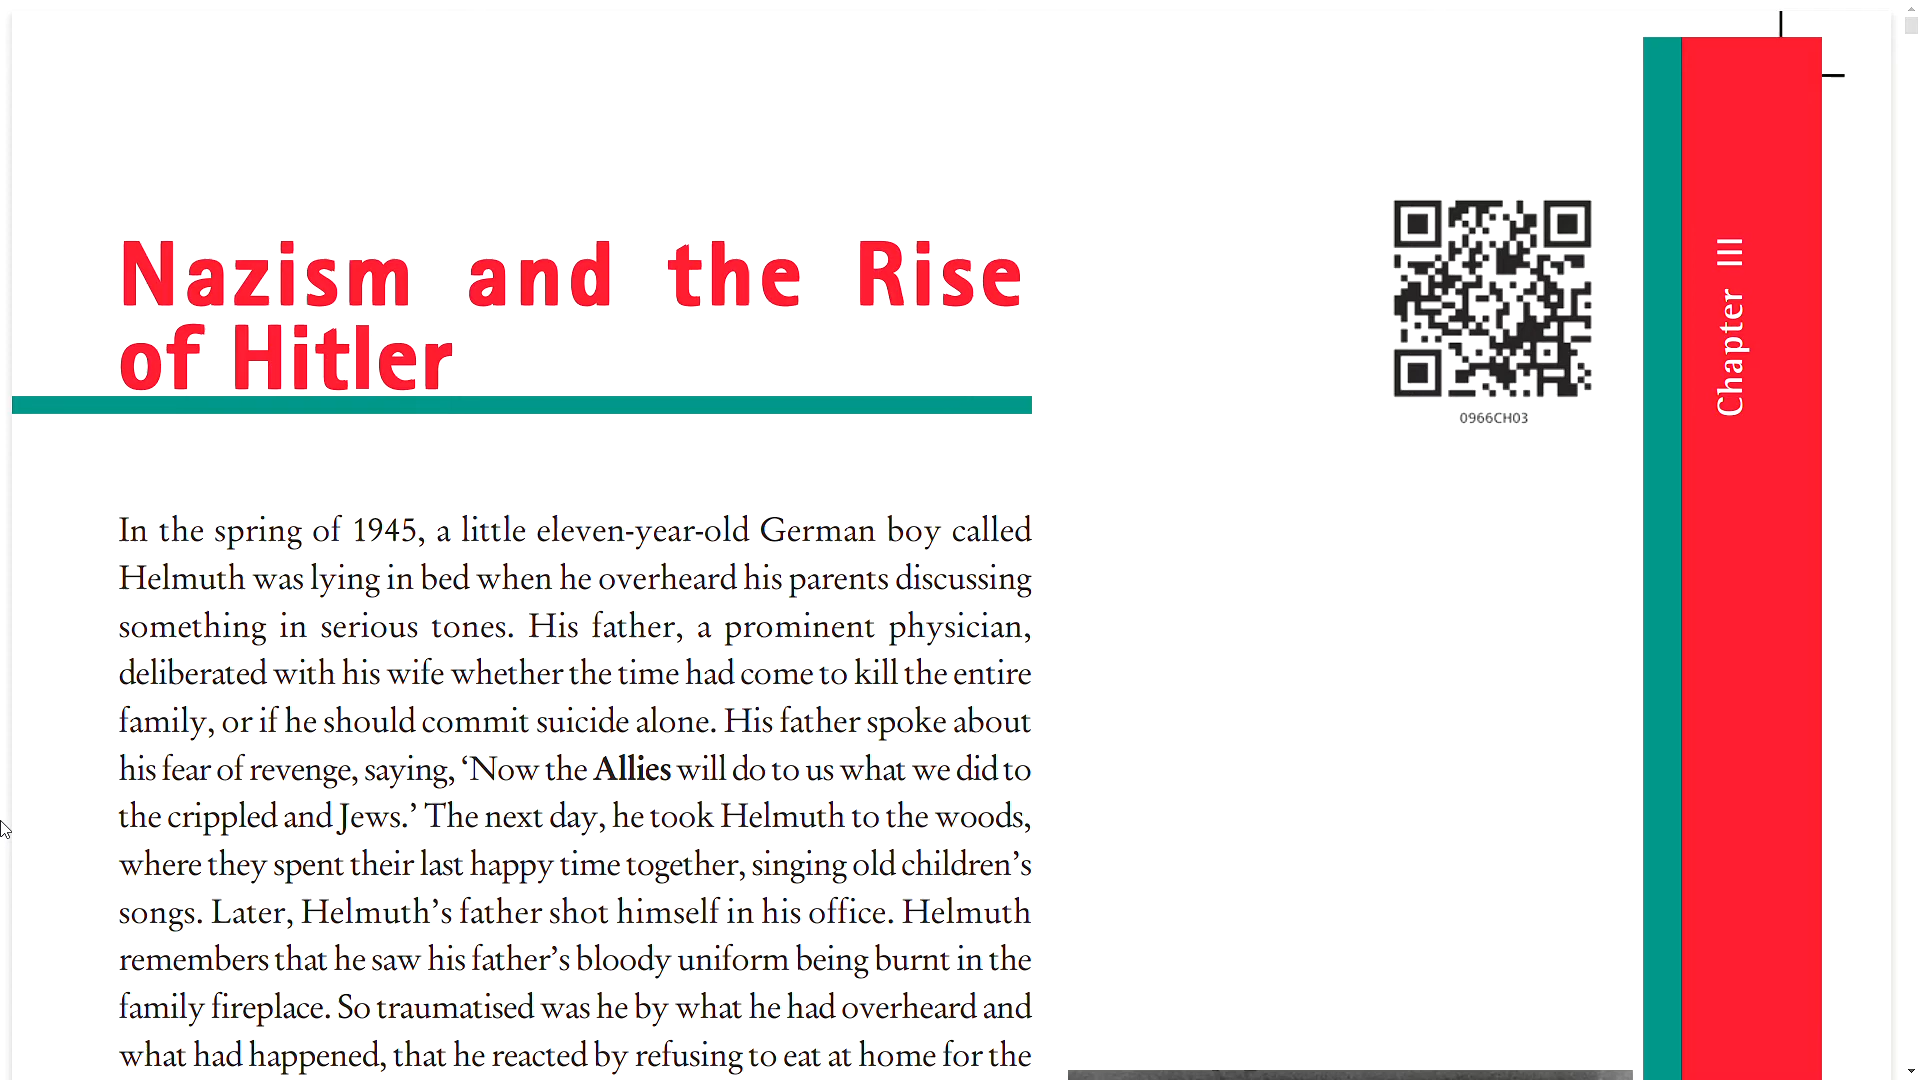 Nazism and the Rise
of Hitler
0966CH03
Chapter III
In the spring of 1945, a little eleven-year-old German boy called
Helmuth was lying in bed when he overheard his parents discussing
something in serious tones. His father, a prominent physician,
deliberated with his wife whether the time had come to kill the entire
family, or if he should commit suicide alone. His father spoke about
his fear of revenge, saying, ‘Now the Allies will do to us what we did to
the crippled and Jews.’ The next day, he took Helmuth to the woods,
where they spent their last happy time together, singing old children’s
songs. Later, Helmuth’s father shot himself in his office. Helmuth
remembers that he saw his father’s bloody uniform being burnt in the
family fireplace. So traumatised was he by what he had overheard and
what had happened, that he reacted by refusing to eat at home for the